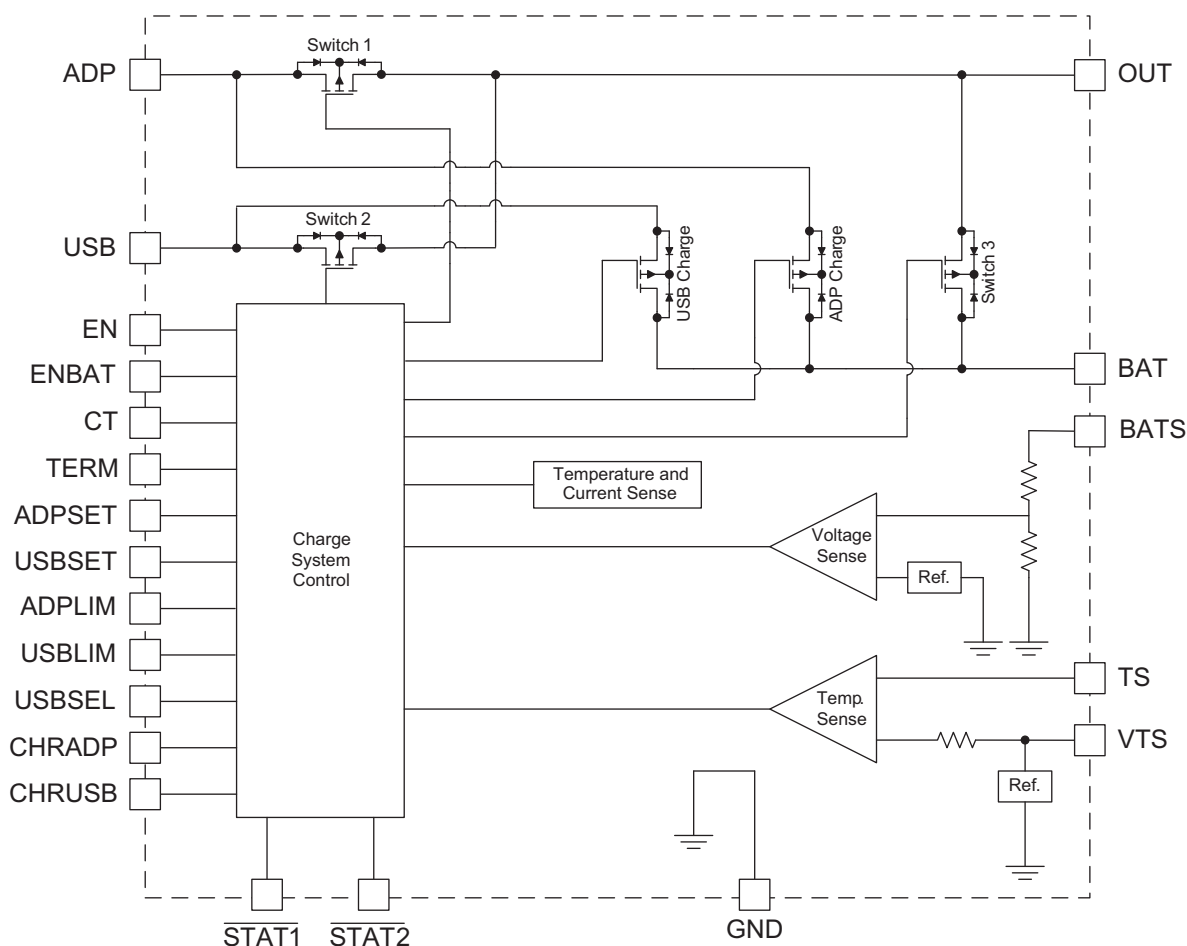 Switch 1
ADP
OUT
Switch 2
USB
USB Charge
ADP Charge
Switch 3
EN
ENBAT
BAT
CT
BATS
TERM
Temperature and
Current Sense
ADPSET
Charge
System
Control
Voltage
Sense
USBSET
Ref.
ADPLIM
USBLIM
TS
USBSEL
Temp.
Sense
CHRADP
VTS
CHRUSB
Ref.
STAT1
STAT2
GND